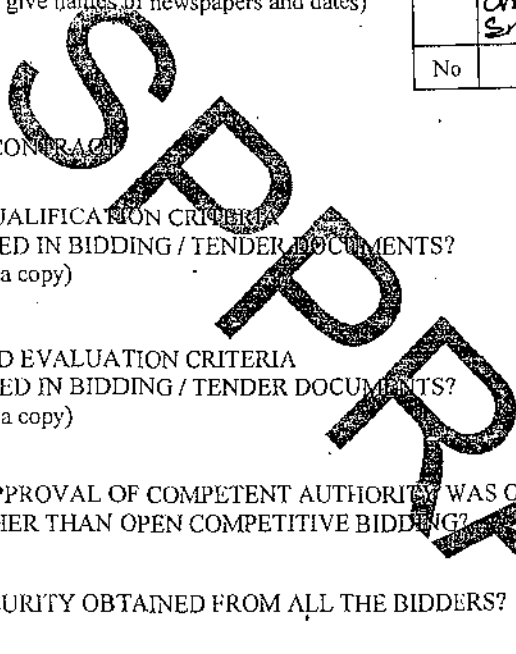 give names of newspapers and dates)
No
CONTRACT
UALIFICATION CRITERIA
ED IN BIDDING / TENDER DOCUMENTS?
a copy)
D EVALUATION CRITERIA
ED IN BIDDING / TENDER DOCUMENTS?
a copy)
PPROVAL OF COMPETENT AUTHORITY WAS O
HER THAN OPEN COMPETITIVE BIDDING?
URITY OBTAINED FROM ALL THE BIDDERS?
SPPR